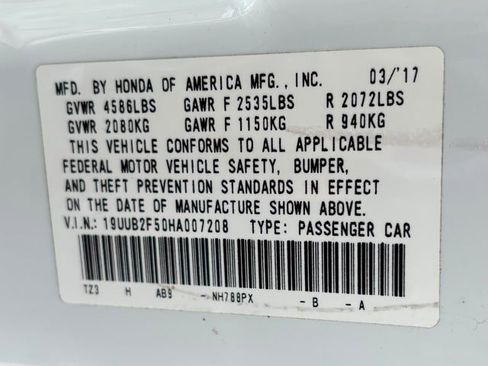 MFD. BY HONDA OF AMERICA MFG., INC. 03/'17
GVWR 4586LBS GAWR F 2535LBS R 2072LBS
GVWR 2080KG GAWR F 1150KG R 940KG
THIS VEHICLE CONFORMS TO ALL APPLICABLE
FEDERAL MOTOR VEHICLE SAFETY, BUMPER,
AND THEFT PREVENTION STANDARDS IN EFFECT
ON THE DATE OF MANUFACTURE SHOWN ABOVE.
V.I.N.: 19UUB2F50HA007208 TYPE: PASSENGER CAR
TZ3 H AB9 -NH788PX -B -A